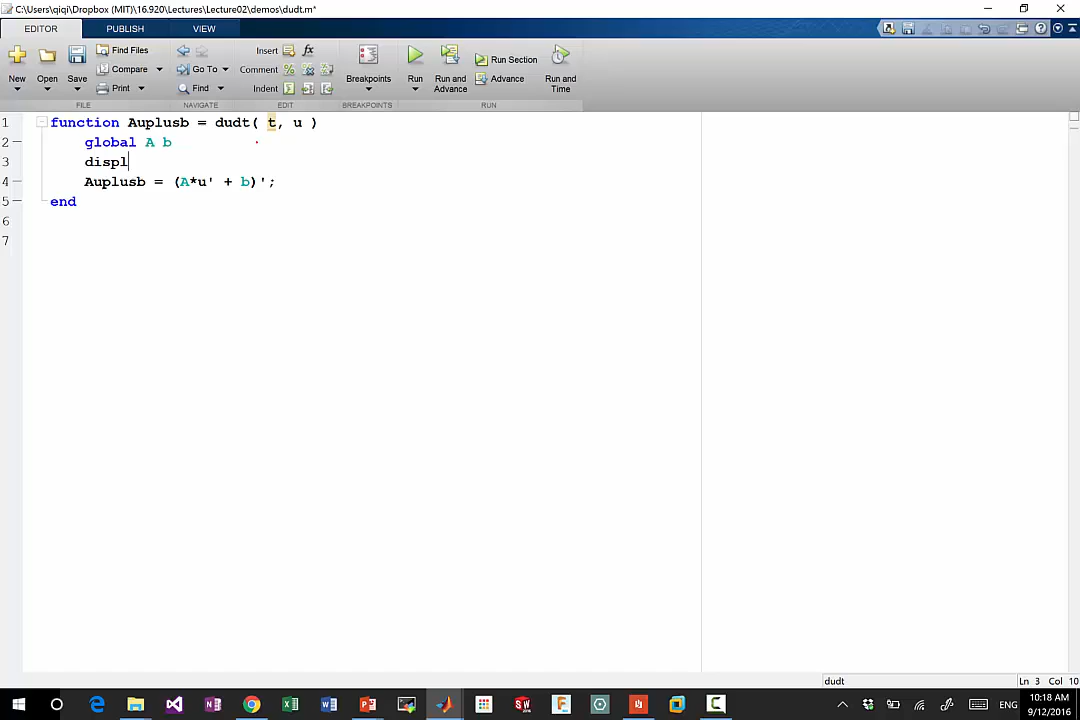 C:\Users\qiqi\Dropbox (MIT)\16.920\Lectures\Lecture02\demos\dudt.m*
EDITOR PUBLISH VIEW
Find Files Insert fx Run Section
Compare Go To Comment Advance
New Open Save Print Find Indent Breakpoints Run Run and Advance Run and Time
FILE NAVIGATE EDIT BREAKPOINTS RUN
1 function Auplusb = dudt( t, u )
2 global A b
3 displ
4 Auplusb = (A*u' + b)';
5 end
6
7
dudt Ln 3 Col 10
ENG 10:18 AM
9/12/2016